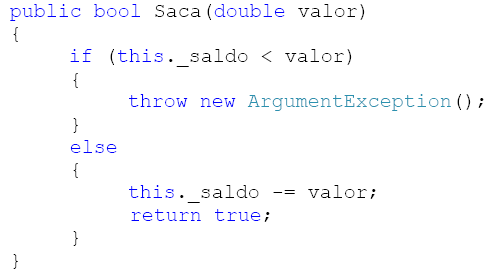 public bool Saca(double valor)
{
if (this._saldo < valor)
{
throw new ArgumentException();
}
else
{
this._saldo -= valor;
return true;
}
}